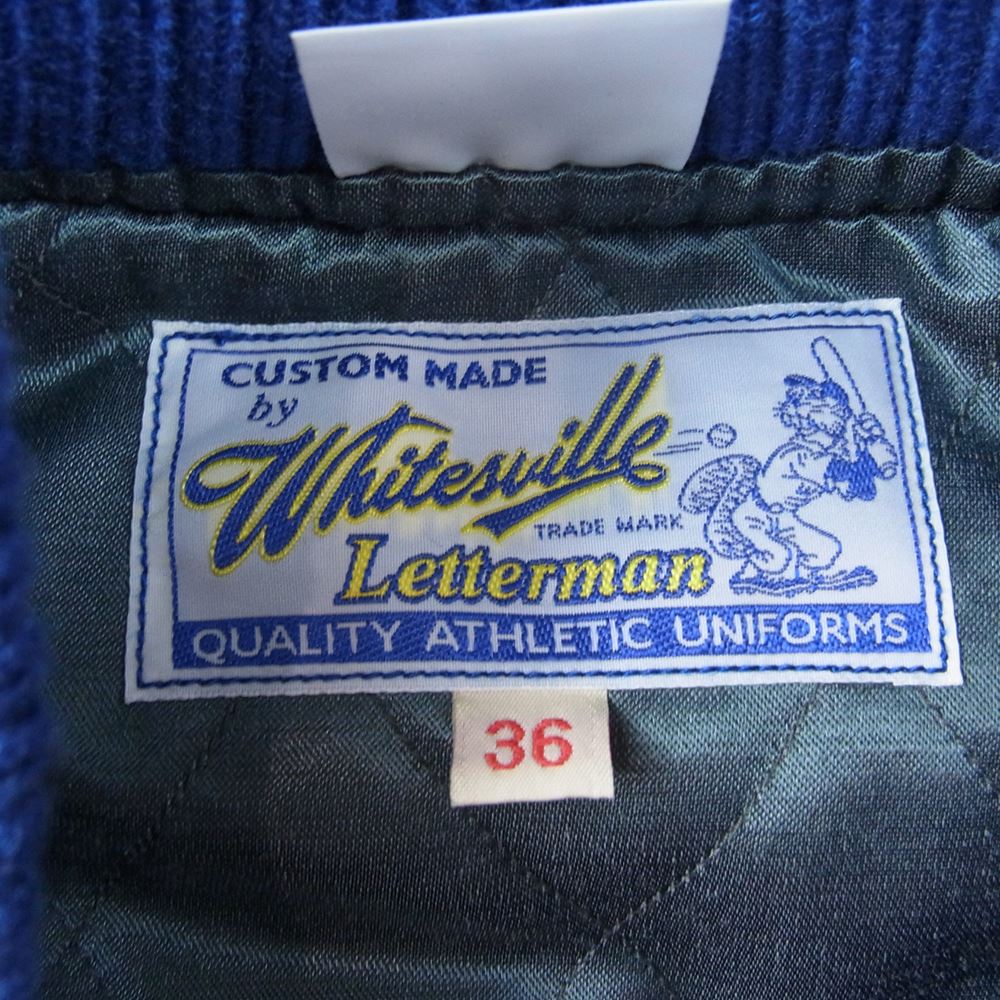 CUSTOM MADE
by
Whitesville
TRADE MARK
Letterman
QUALITY ATHLETIC UNIFORMS
36